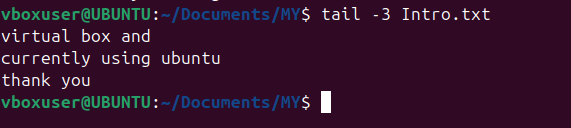 vboxuser@UBUNTU:~/Documents/MY$ tail -3 Intro.txt
virtual box and
currently using ubuntu
thank you
vboxuser@UBUNTU:~/Documents/MY$